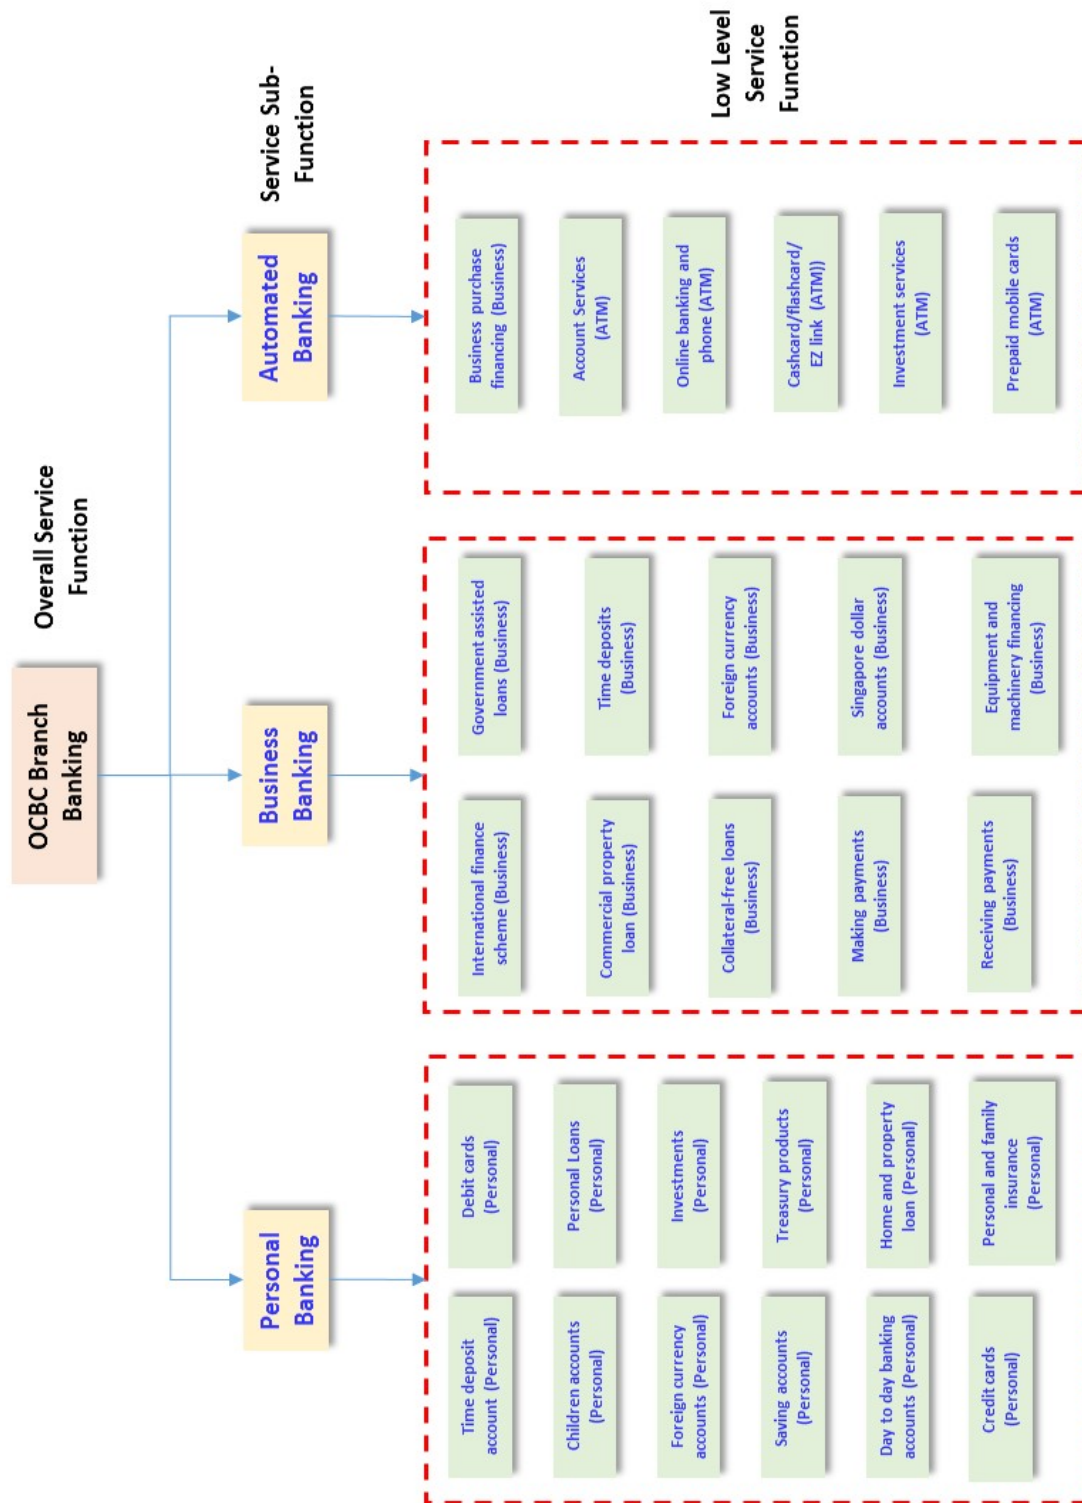 OCBC Branch
Banking
Overall Service
Function
Personal
Banking
Business
Banking
Automated
Banking
Service Sub-
Function
Time deposit
account (Personal)
Debit cards
(Personal)
Children accounts
(Personal)
Personal Loans
(Personal)
Foreign currency
accounts (Personal)
Investments
(Personal)
Saving accounts
(Personal)
Treasury products
(Personal)
Day to day banking
accounts (Personal)
Home and property
loan (Personal)
Credit cards
(Personal)
Personal and family
insurance
(Personal)
International finance
scheme (Business)
Government assisted
loans (Business)
Commercial property
loan (Business)
Time deposits
(Business)
Collateral-free loans
(Business)
Foreign currency
accounts (Business)
Making payments
(Business)
Singapore dollar
accounts (Business)
Receiving payments
(Business)
Equipment and
machinery financing
(Business)
Business purchase
financing (Business)
Account Services
(ATM)
Online banking and
phone (ATM)
Cashcard/flashcard/
EZ link (ATM))
Investment services
(ATM)
Prepaid mobile cards
(ATM)
Low Level
Service
Function